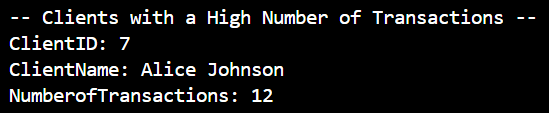 -- Clients with a High Number of Transactions --
ClientID: 7
ClientName: Alice Johnson
NumberofTransactions: 12